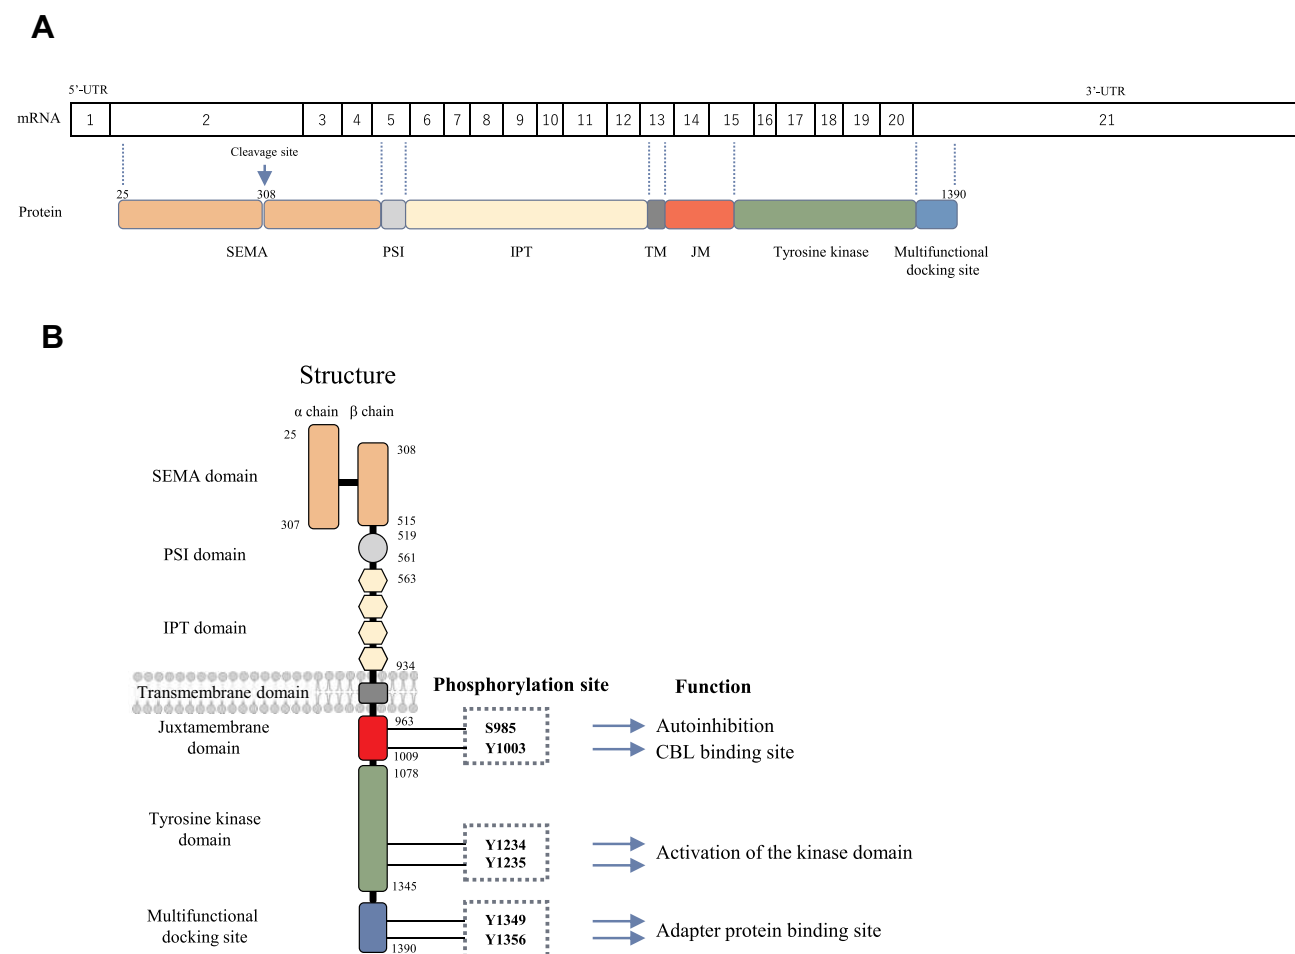 A
5’-UTR
3’-UTR
mRNA 1 2 3 4 5 6 7 8 9 10 11 12 13 14 15 16 17 18 19 20 21
Cleavage site
25 308 1390
Protein
SEMA PSI IPT TM JM Tyrosine kinase Multifunctional
docking site
B
Structure
α chain β chain
25
308
SEMA domain
307
515
519
PSI domain
561
563
IPT domain
934
Transmembrane domain
Phosphorylation site Function
Juxtamembrane
domain
963
S985 Autoinhibition
Y1003 CBL binding site
1009
1078
Tyrosine kinase
domain
Y1234
Y1235
Activation of the kinase domain
1345
Multifunctional
docking site
Y1349
Y1356
Adapter protein binding site
1390